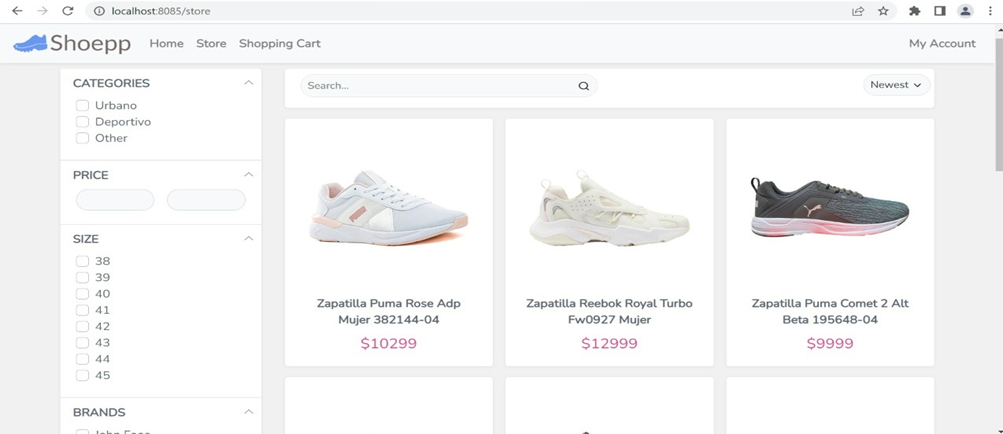 localhost:8085/store
Shoepp Home Store Shopping Cart My Account
CATEGORIES
Urbano
Deportivo
Other
PRICE
SIZE
38
39
40
41
42
43
44
45
BRANDS
Search...
Newest
Zapatilla Puma Rose Adp
Mujer 382144-04
$10299
Zapatilla Reebok Royal Turbo
Fw0927 Mujer
$12999
Zapatilla Puma Comet 2 Alt
Beta 195648-04
$9999